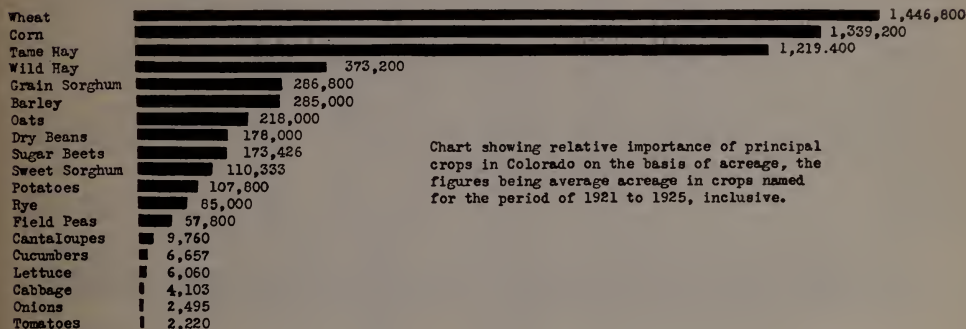 Wheat 1,446,800
Corn 1,339,200
Tame Hay 1,219.400
Wild Hay 373,200
Grain Sorghum 286,800
Barley 285,000
Oats 218,000
Dry Beans 178,000
Sugar Beets 173,426
Sweet Sorghum 110,333
Potatoes 107,800
Rye 85,000
Field Peas 57,800
Cantaloupes 9,760
Cucumbers 6,657
Lettuce 6,060
Cabbage 4,103
Onions 2,495
Tomatoes 2,220
Chart showing relative importance of principal
crops in Colorado on the basis of acreage, the
figures being average acreage in crops named
for the period of 1921 to 1925, inclusive.